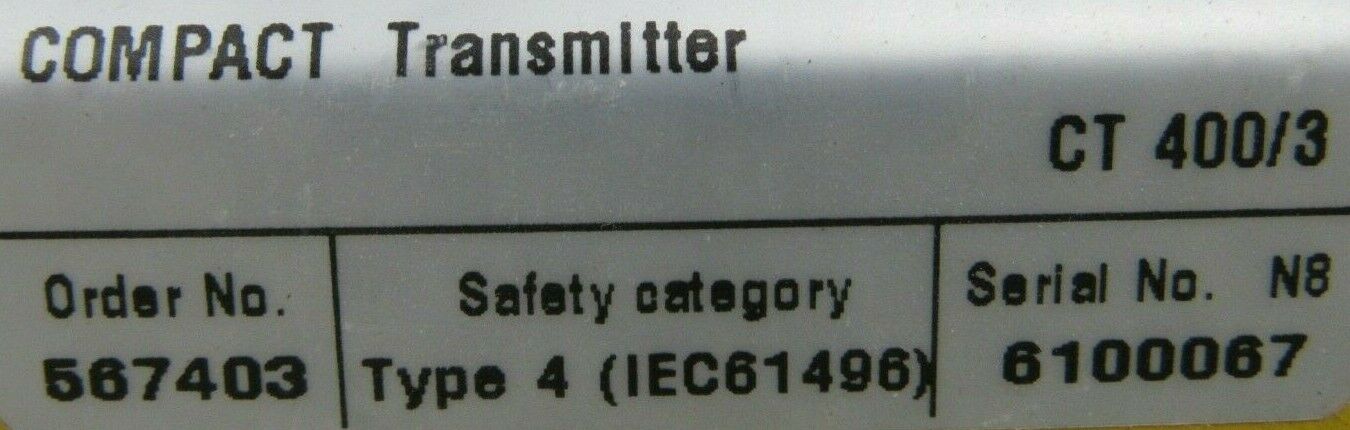 COMPACT Transmitter
CT 400/3
Order No.
567403
Safety category
Type 4 (IEC61496)
Serial No. N8
6100067